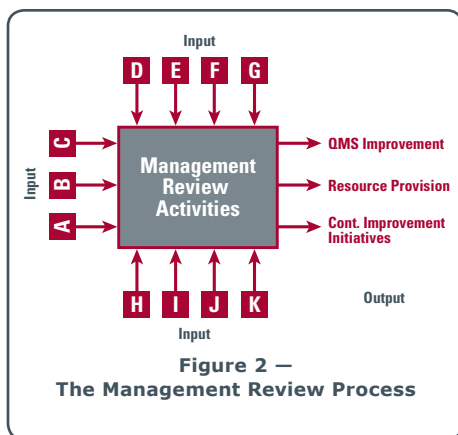 Input
D E F G
C
B
A
Input
Management
Review
Activities
QMS Improvement
Resource Provision
Cont. Improvement
Initiatives
H I J K
Input
Output
Figure 2 —
The Management Review Process